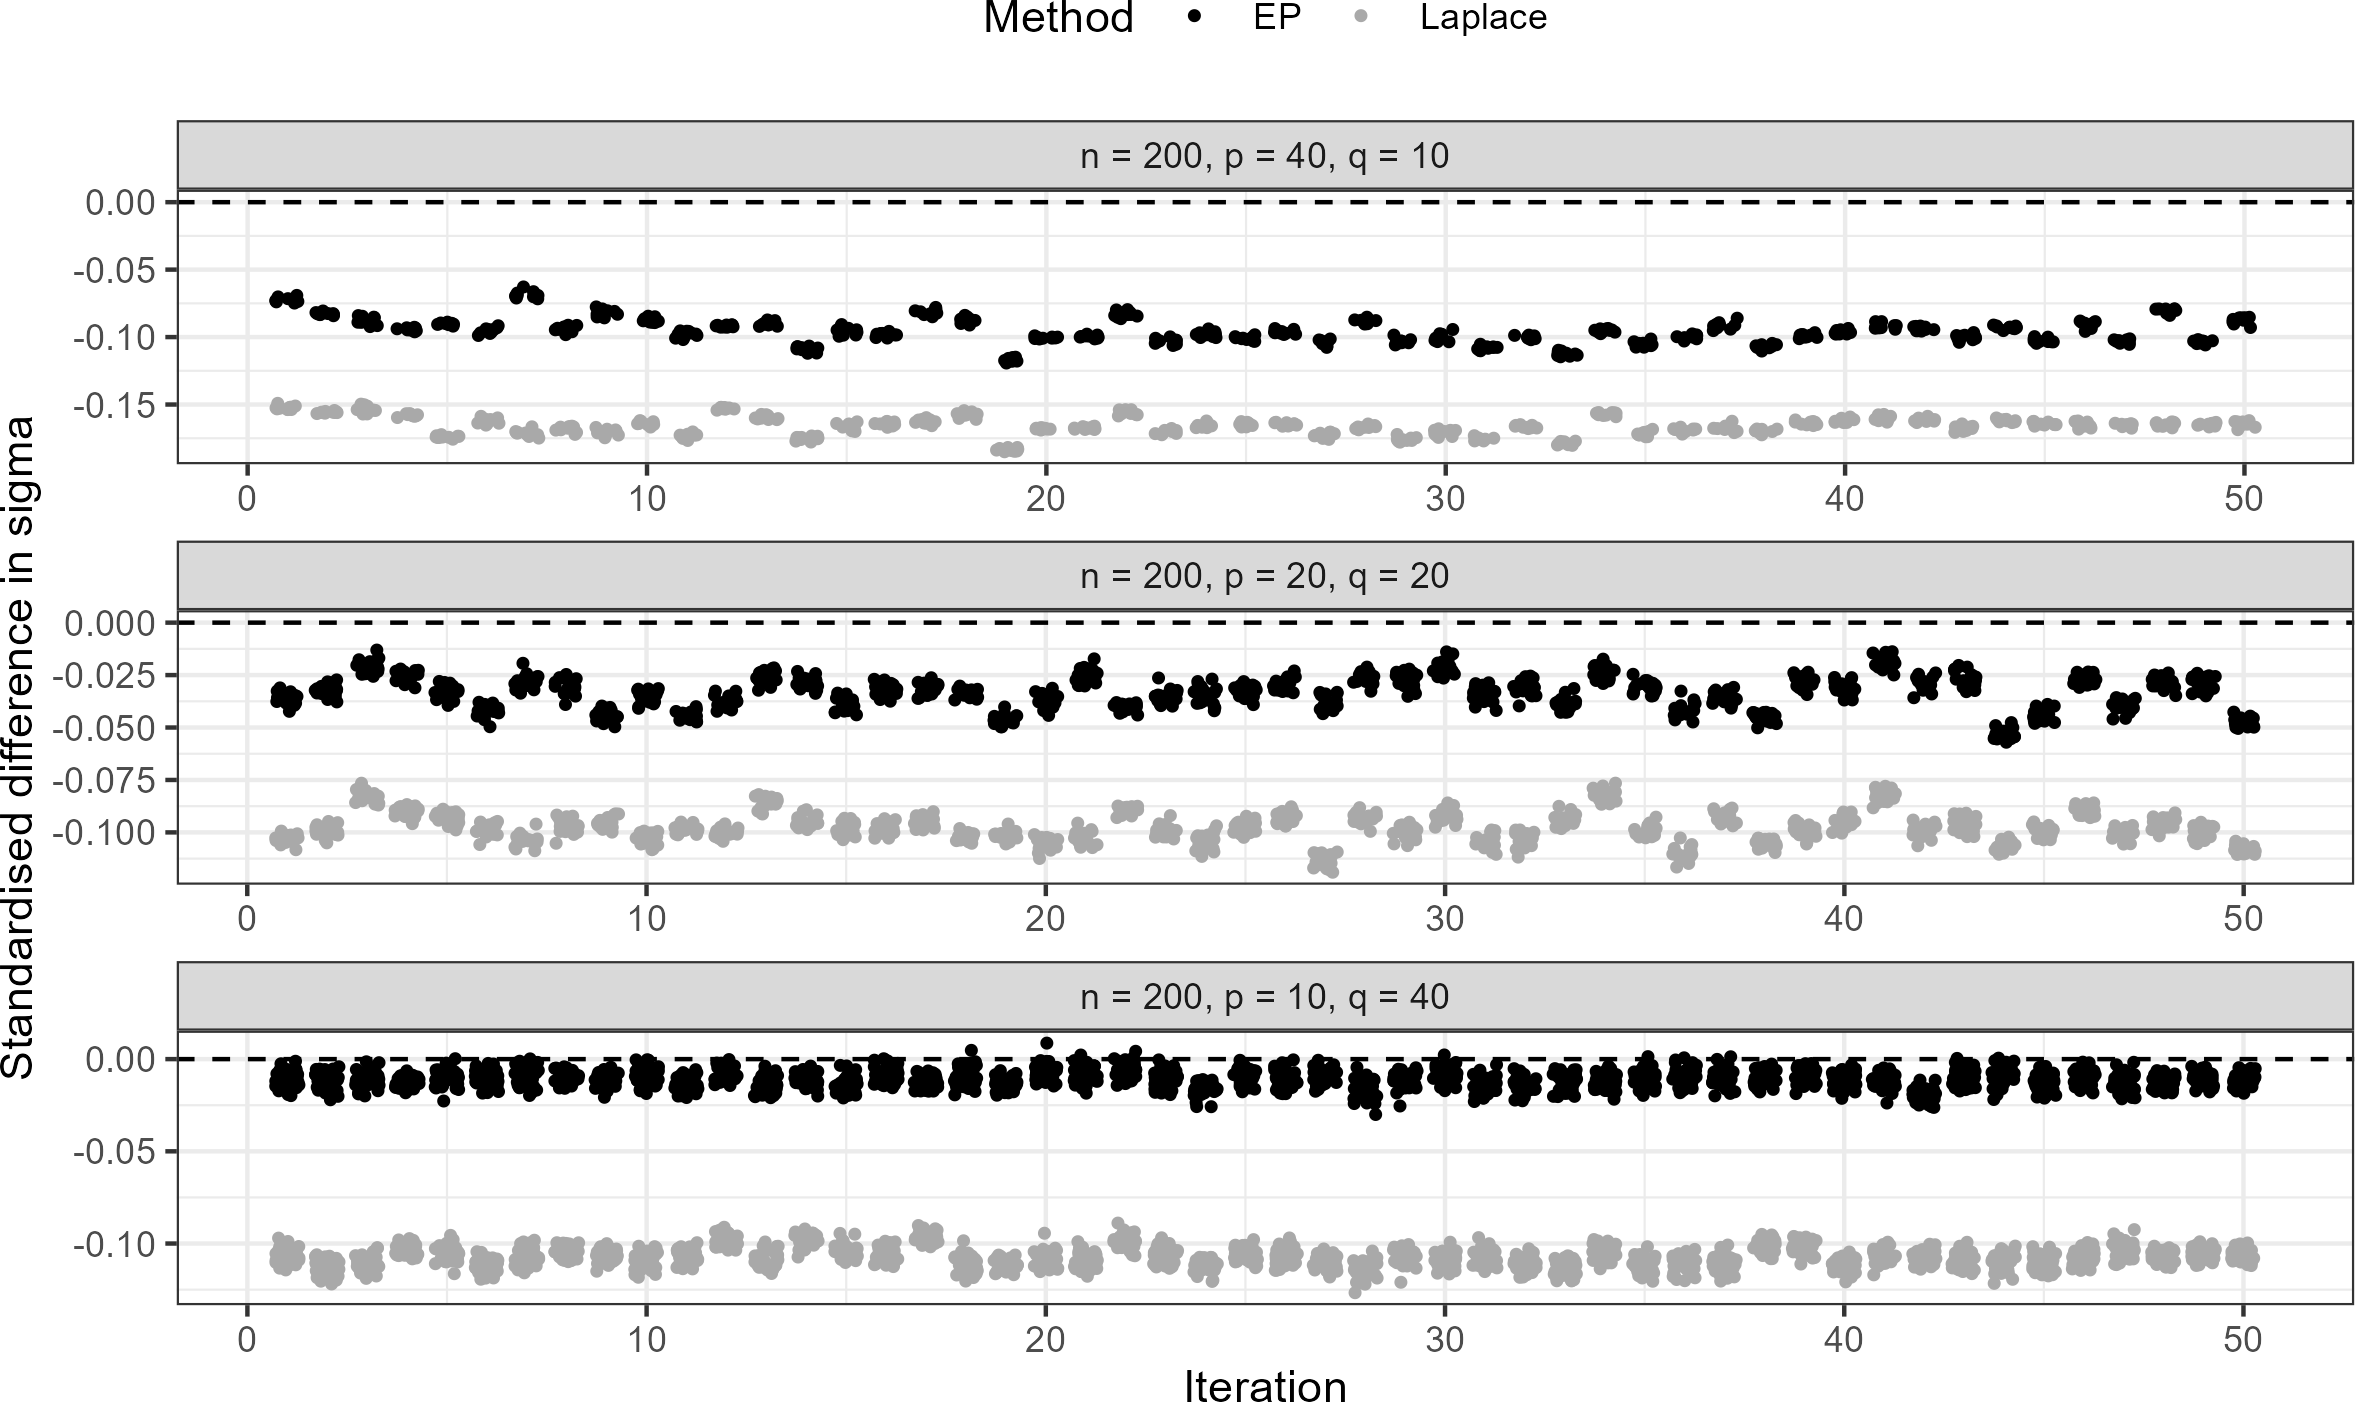 Method EP Laplace
n = 200, p = 40, q = 10
0.00
-0.05
-0.10
-0.15
0 10 20 30 40 50
n = 200, p = 20, q = 20
0.000
-0.025
-0.050
-0.075
-0.100
0 10 20 30 40 50
n = 200, p = 10, q = 40
0.00
-0.05
-0.10
0 10 20 30 40 50
Standardised difference in sigma
Iteration